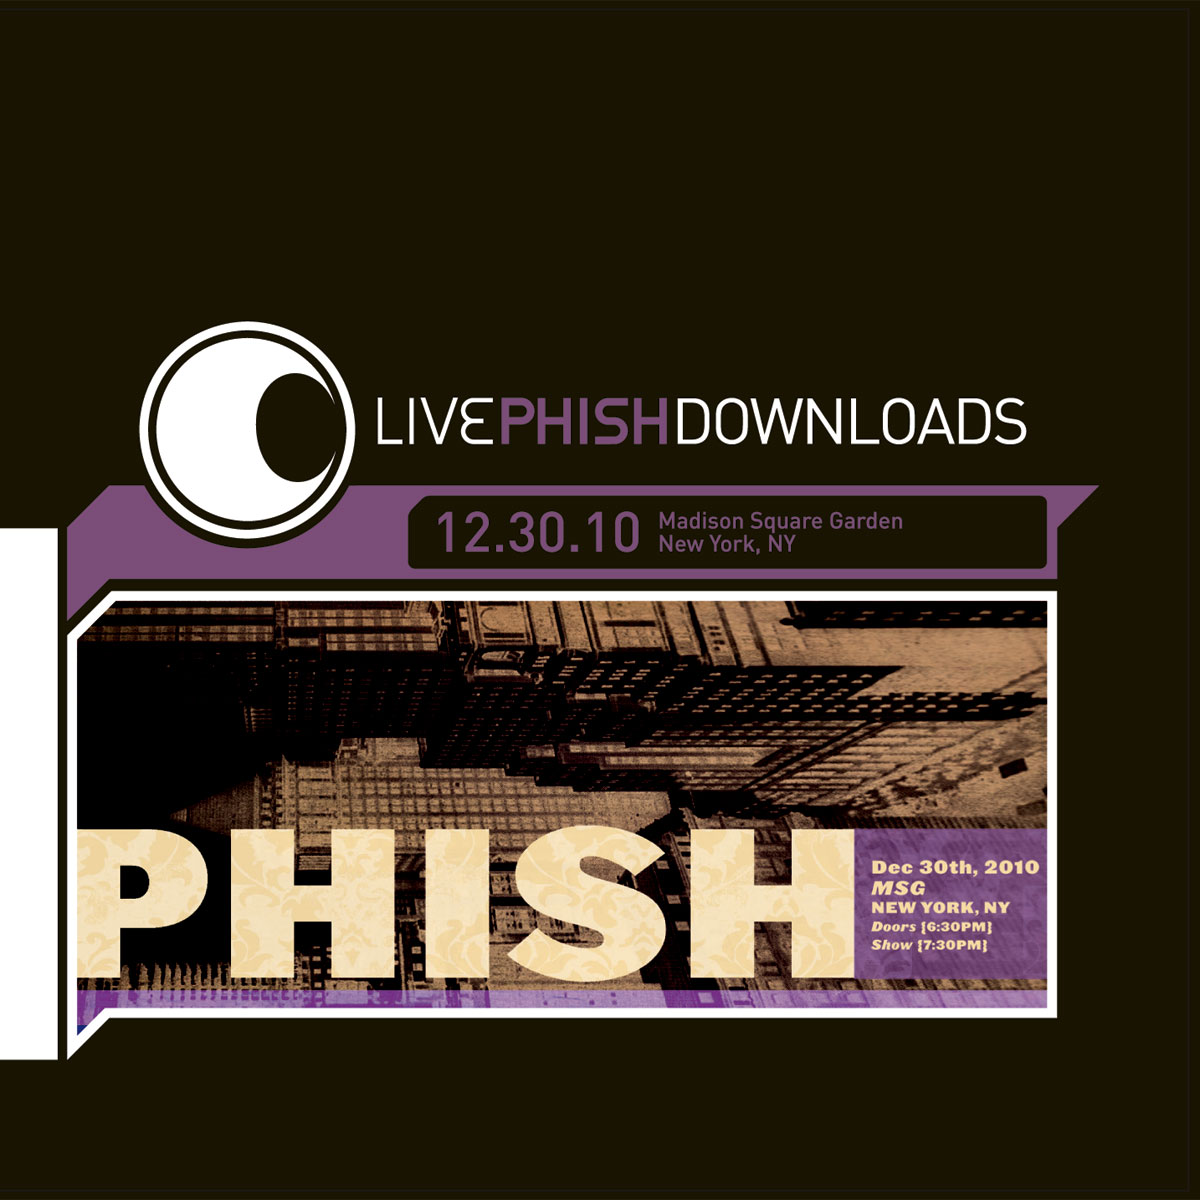 LIVEPHISHDOWNLOADS
12.30.10
Madison Square Garden
New York, NY
PHISH
Dec 30th, 2010
MSG
NEW YORK, NY
Doors {6:30PM}
Show {7:30PM}